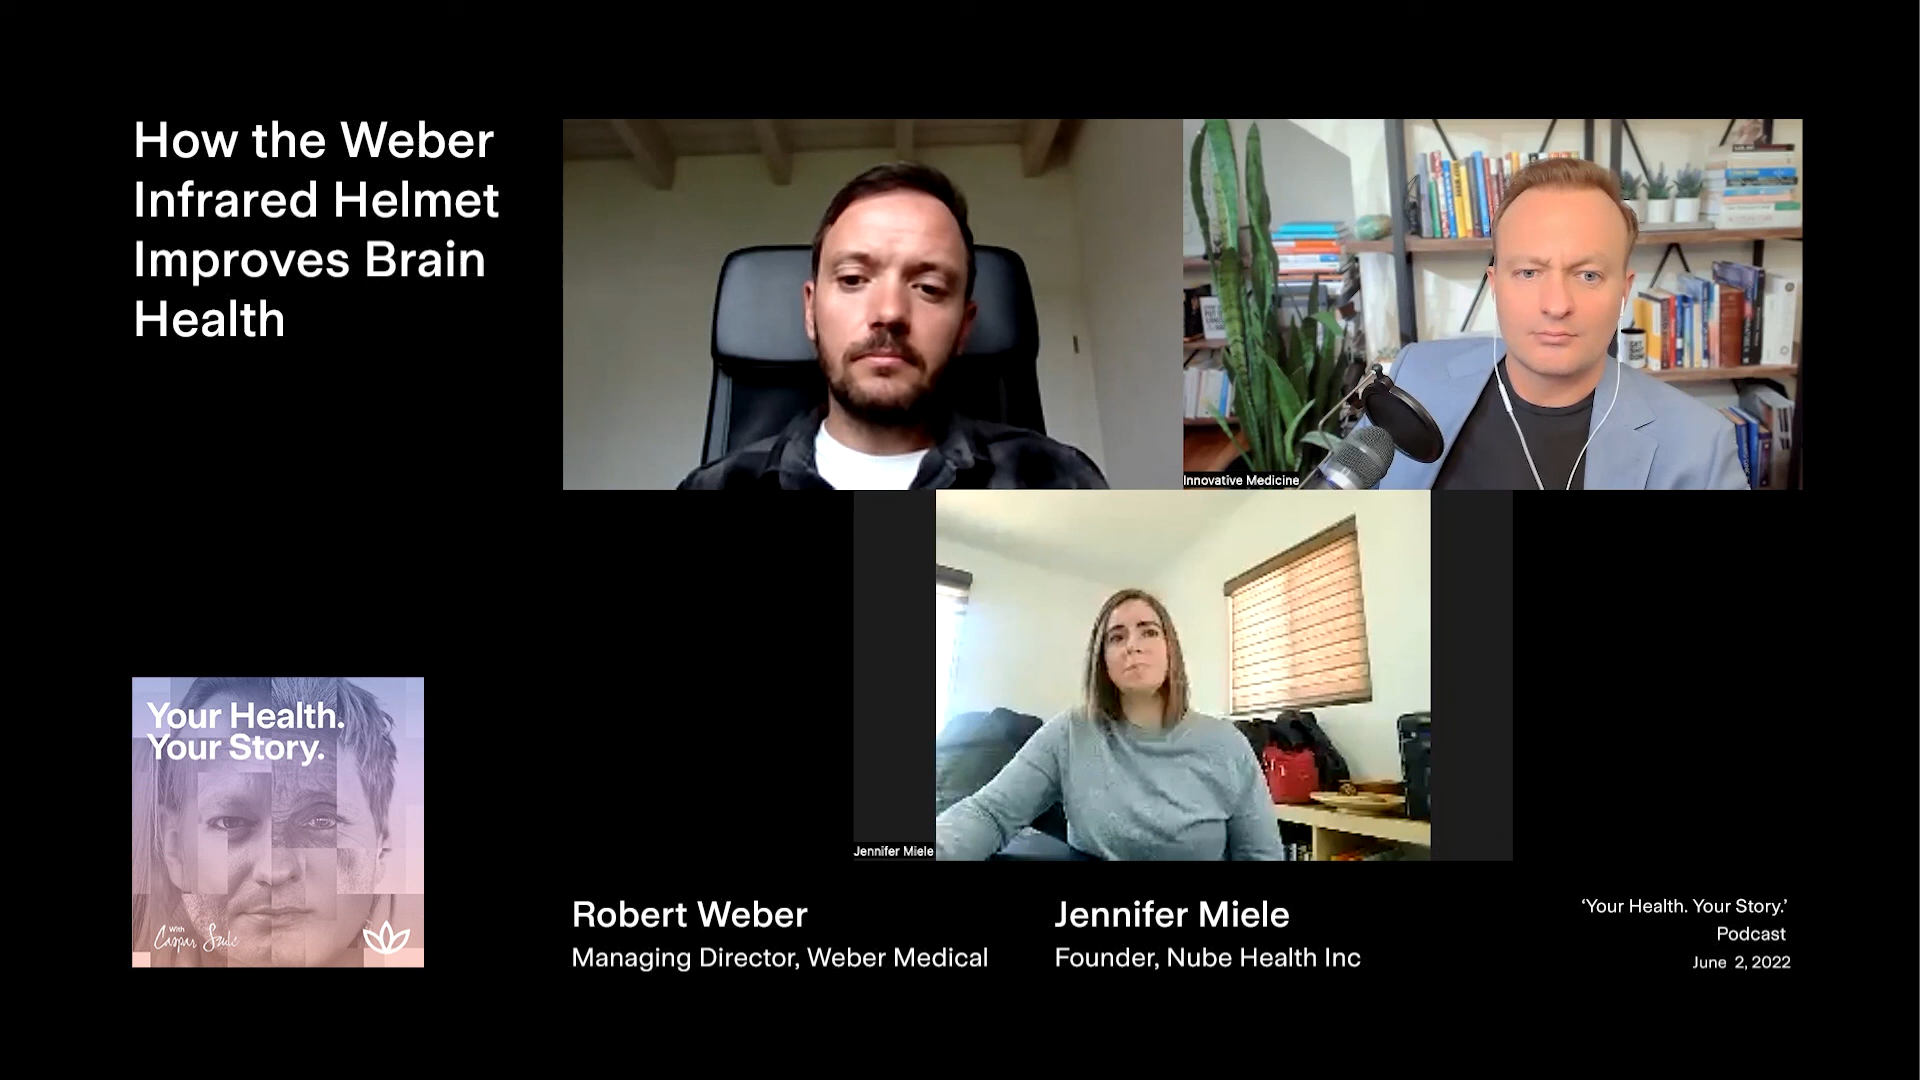 How the Weber
Infrared Helmet
Improves Brain
Health
Innovative Medicine
Jennifer Miele
Your Health.
Your Story.
With
Caspar Szulc
Robert Weber
Managing Director, Weber Medical
Jennifer Miele
Founder, Nube Health Inc
‘Your Health. Your Story.’
Podcast
June 2, 2022